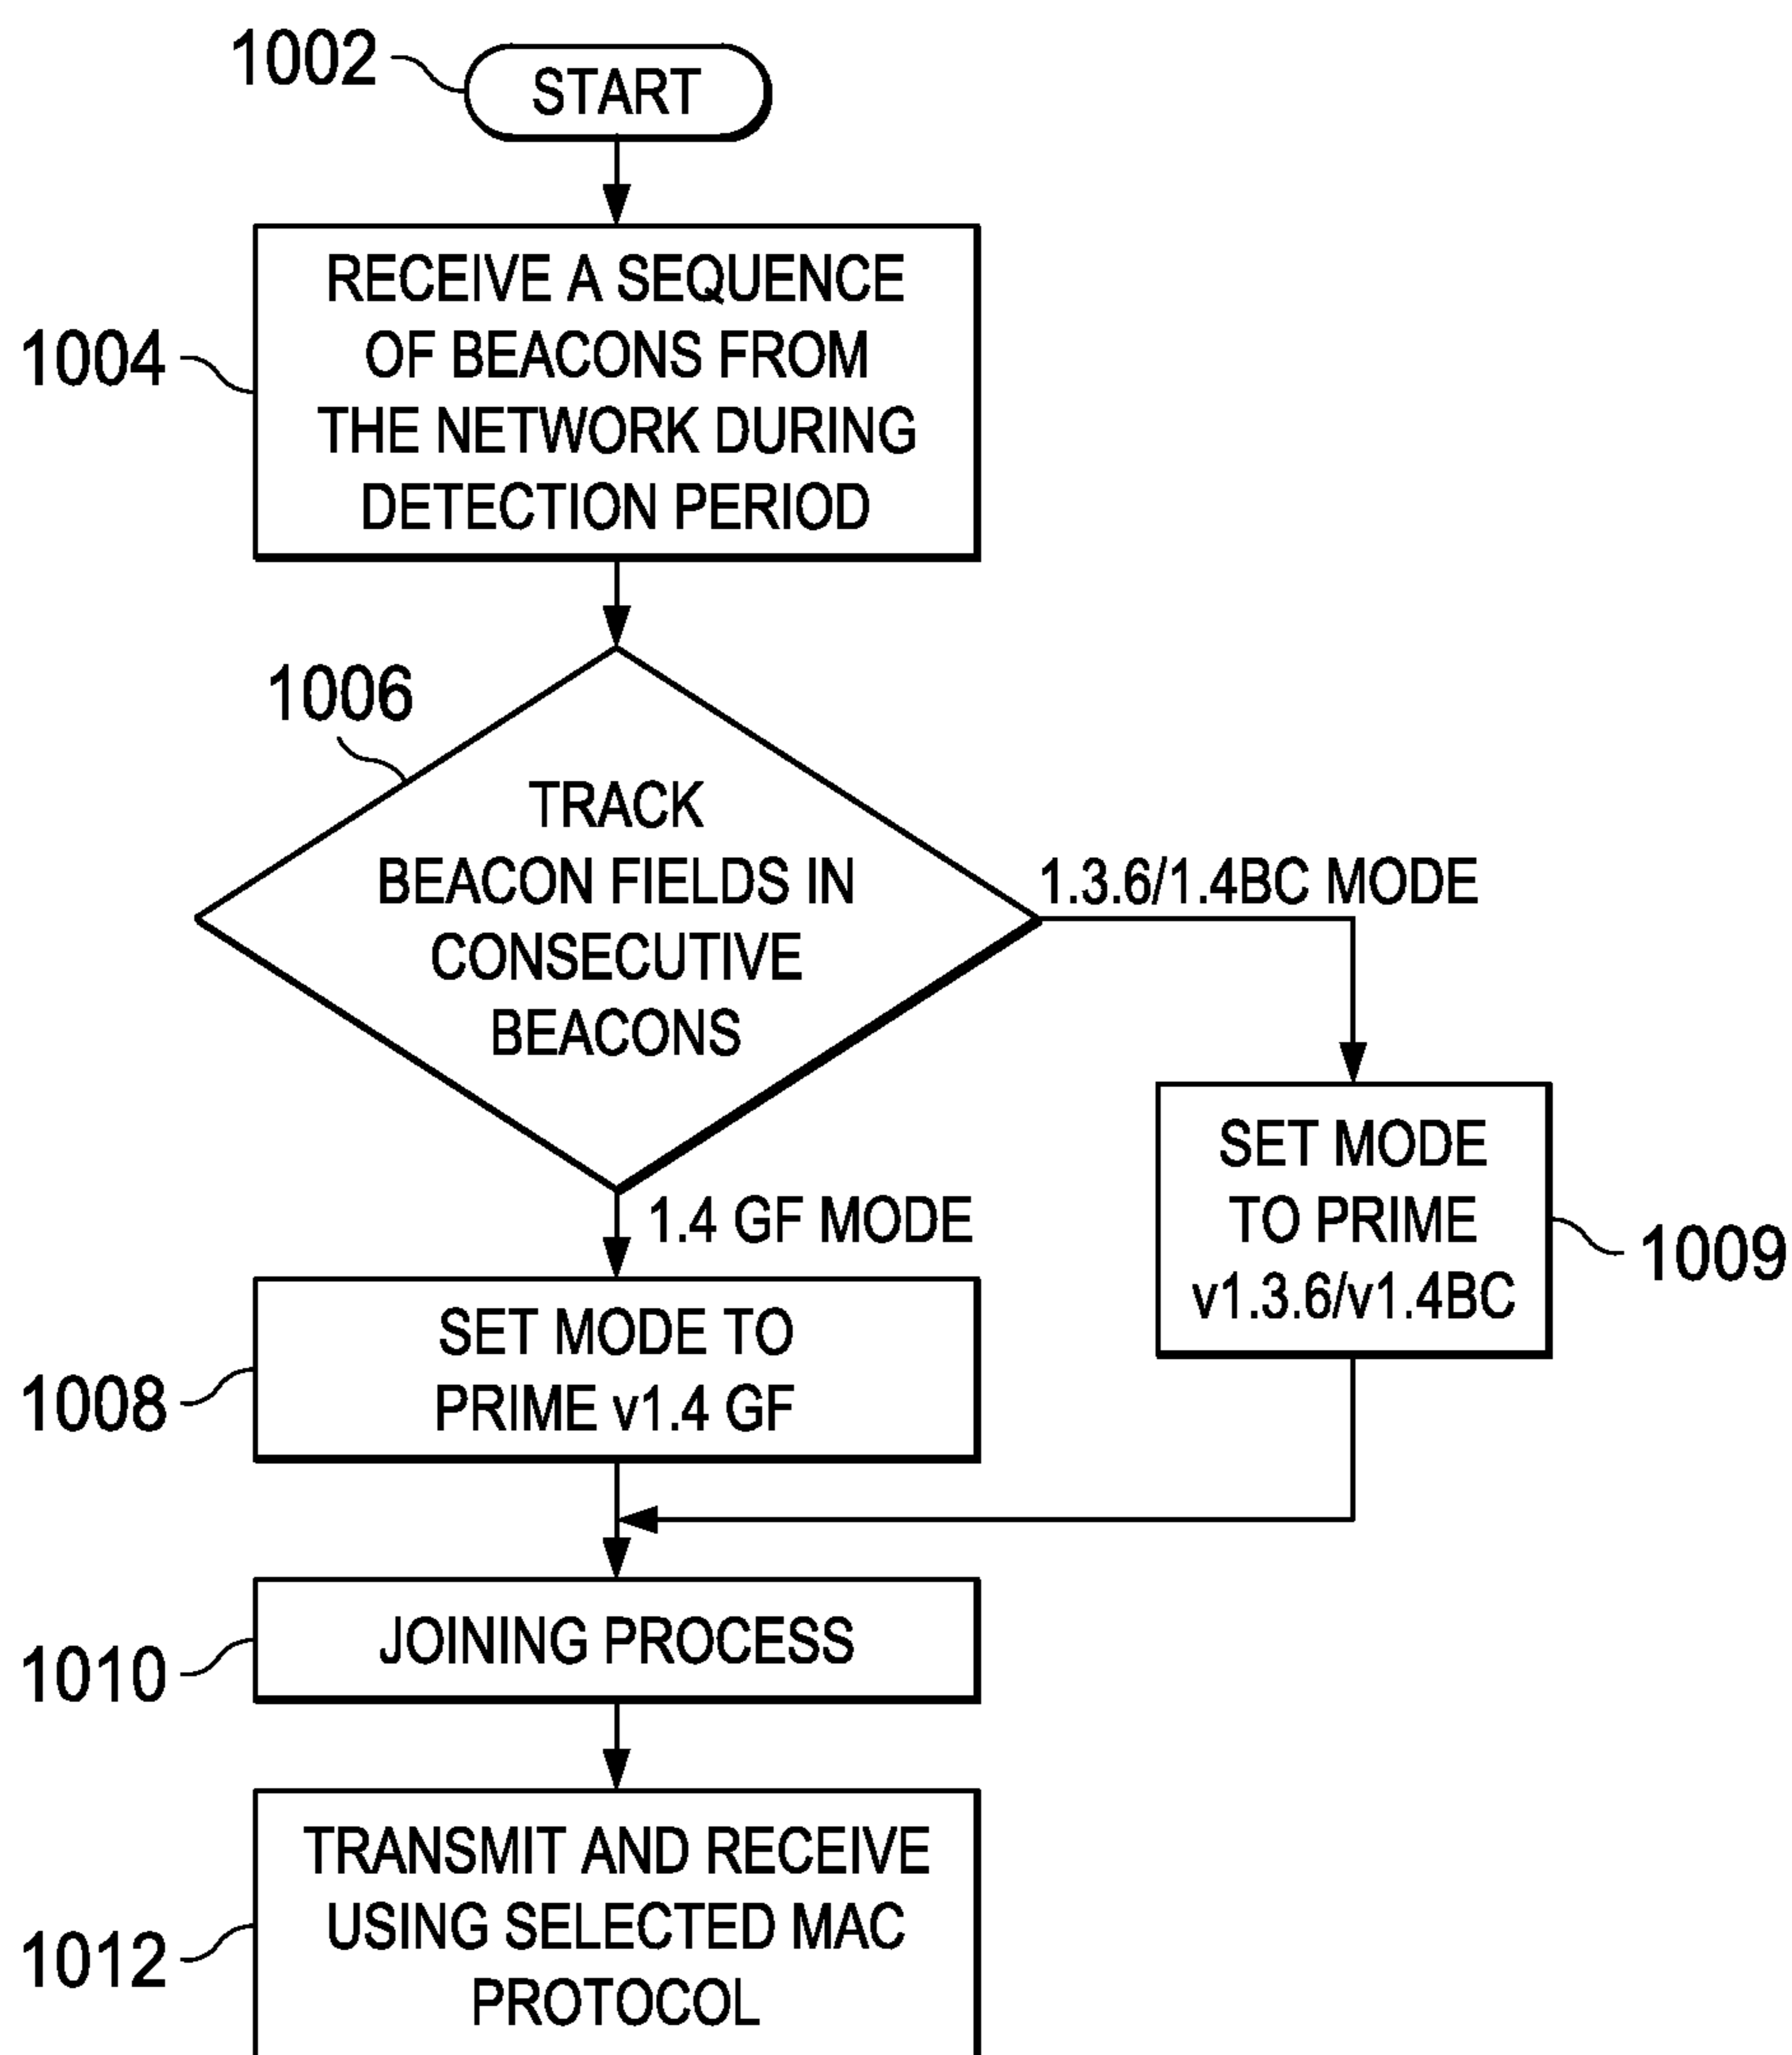 1002
START
1004
RECEIVE A SEQUENCE
OF BEACONS FROM
THE NETWORK DURING
DETECTION PERIOD
1006
TRACK
BEACON FIELDS IN
CONSECUTIVE
BEACONS
1.3.6/1.4BC MODE
1.4 GF MODE
SET MODE
TO PRIME
v1.3.6/v1.4BC
1009
1008
SET MODE TO
PRIME v1.4 GF
1010
JOINING PROCESS
1012
TRANSMIT AND RECEIVE
USING SELECTED MAC
PROTOCOL